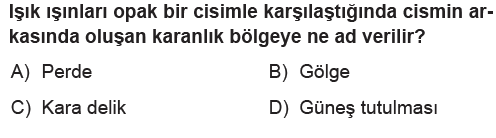 Işık ışınları opak bir cisimle karşılaştığında cismin ar-
kasında oluşan karanlık bölgeye ne ad verilir?
A) Perde B) Gölge
C) Kara delik D) Güneş tutulması